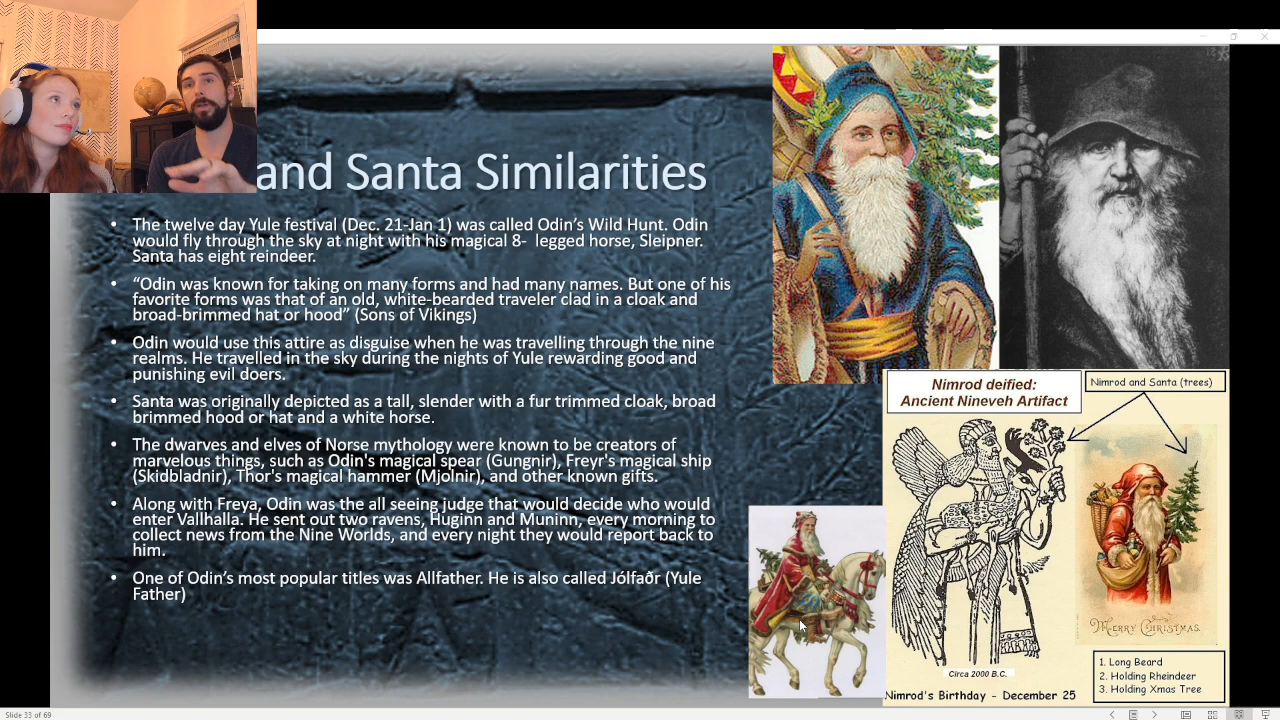 and Santa Similarities
• The twelve day Yule festival (Dec. 21-Jan 1) was called Odin's Wild Hunt. Odin
would fly through the sky at night with his magical 8-  legged horse, Sleipner.
Santa has eight reindeer.
• “Odin was known for taking on many forms and had many names. But one of his
favorite forms was that of an old, white-bearded traveler clad in a cloak and
broad-brimmed hat or hood” (Sons of Vikings)
• Odin would use this attire as disguise when he was travelling through the nine
realms. He travelled in the sky during the nights of Yule rewarding good and
punishing evil doers.
• Santa was originally depicted as a tall, slender with a fur trimmed cloak, broad
brimmed hood or hat and a white horse.
• The dwarves and elves of Norse mythology were known to be creators of
marvelous things, such as Odin's magical spear (Gungnir), Freyr's magical ship
(Skidbladnir), Thor's magical hammer (Mjolnir), and other known gifts.
• Along with Freya, Odin was the all seeing judge that would decide who would
enter Vallhalla. He sent out two ravens, Huginn and Muninn, every morning to
collect news from the Nine Worlds, and every night they would report back to
him.
• One of Odin's most popular titles was Allfather. He is also called Jólfaðr (Yule
Father)
Nimrod deified:
Ancient Nineveh Artifact
Nimrod and Santa (trees)
MERRY CHRISTMAS.
Circa 2000 B.C.
1. Long Beard
2. Holding Rheindeer
3. Holding Xmas Tree
Nimrod's Birthday - December 25
Slide 33 of 69